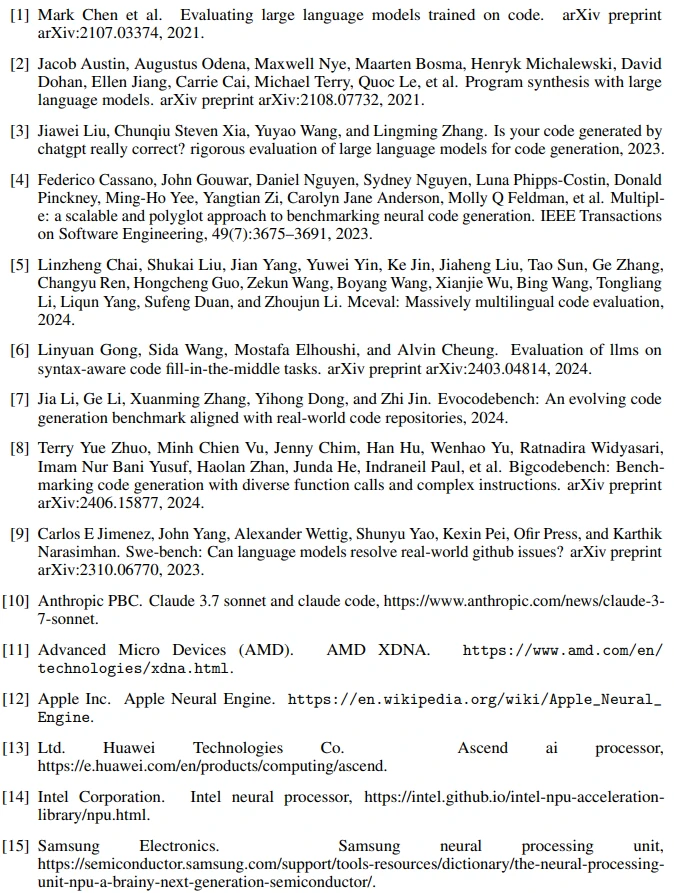 [1] Mark Chen et al. Evaluating large language models trained on code. arXiv preprint
arXiv:2107.03374, 2021.
[2] Jacob Austin, Augustus Odena, Maxwell Nye, Maarten Bosma, Henryk Michalewski, David
Dohan, Ellen Jiang, Carrie Cai, Michael Terry, Quoc Le, et al. Program synthesis with large
language models. arXiv preprint arXiv:2108.07732, 2021.
[3] Jiawei Liu, Chunqiu Steven Xia, Yuyao Wang, and Lingming Zhang. Is your code generated by
chatgpt really correct? rigorous evaluation of large language models for code generation, 2023.
[4] Federico Cassano, John Gouwar, Daniel Nguyen, Sydney Nguyen, Luna Phipps-Costin, Donald
Pinckney, Ming-Ho Yee, Yangtian Zi, Carolyn Jane Anderson, Molly Q Feldman, et al. Multipl-
e: a scalable and polyglot approach to benchmarking neural code generation. IEEE Transactions
on Software Engineering, 49(7):3675–3691, 2023.
[5] Linzheng Chai, Shukai Liu, Jian Yang, Yuwei Yin, Ke Jin, Jiaheng Liu, Tao Sun, Ge Zhang,
Changyu Ren, Hongcheng Guo, Zekun Wang, Boyang Wang, Xianjie Wu, Bing Wang, Tongliang
Li, Liqun Yang, Sufeng Duan, and Zhoujun Li. Mceval: Massively multilingual code evaluation,
2024.
[6] Linyuan Gong, Sida Wang, Mostafa Elhoushi, and Alvin Cheung. Evaluation of llms on
syntax-aware code fill-in-the-middle tasks. arXiv preprint arXiv:2403.04814, 2024.
[7] Jia Li, Ge Li, Xuanming Zhang, Yihong Dong, and Zhi Jin. Evocodebench: An evolving code
generation benchmark aligned with real-world code repositories, 2024.
[8] Terry Yue Zhuo, Minh Chien Vu, Jenny Chim, Han Hu, Wenhao Yu, Ratnadira Widyasari,
Imam Nur Bani Yusuf, Haolan Zhan, Junda He, Indraneil Paul, et al. Bigcodebench: Bench-
marking code generation with diverse function calls and complex instructions. arXiv preprint
arXiv:2406.15877, 2024.
[9] Carlos E Jimenez, John Yang, Alexander Wettig, Shunyu Yao, Kexin Pei, Ofir Press, and Karthik
Narasimhan. Swe-bench: Can language models resolve real-world github issues? arXiv preprint
arXiv:2310.06770, 2023.
[10] Anthropic PBC. Claude 3.7 sonnet and claude code, https://www.anthropic.com/news/claude-3-
7-sonnet.
[11] Advanced Micro Devices (AMD). AMD XDNA. https://www.amd.com/en/
technologies/xdna.html.
[12] Apple Inc. Apple Neural Engine. https://en.wikipedia.org/wiki/Apple_Neural_
Engine.
[13] Ltd. Huawei Technologies Co. Ascend ai processor,
https://e.huawei.com/en/products/computing/ascend.
[14] Intel Corporation. Intel neural processor, https://intel.github.io/intel-npu-acceleration-
library/npu.html.
[15] Samsung Electronics. Samsung neural processing unit,
https://semiconductor.samsung.com/support/tools-resources/dictionary/the-neural-processing-
unit-npu-a-brainy-next-generation-semiconductor/.